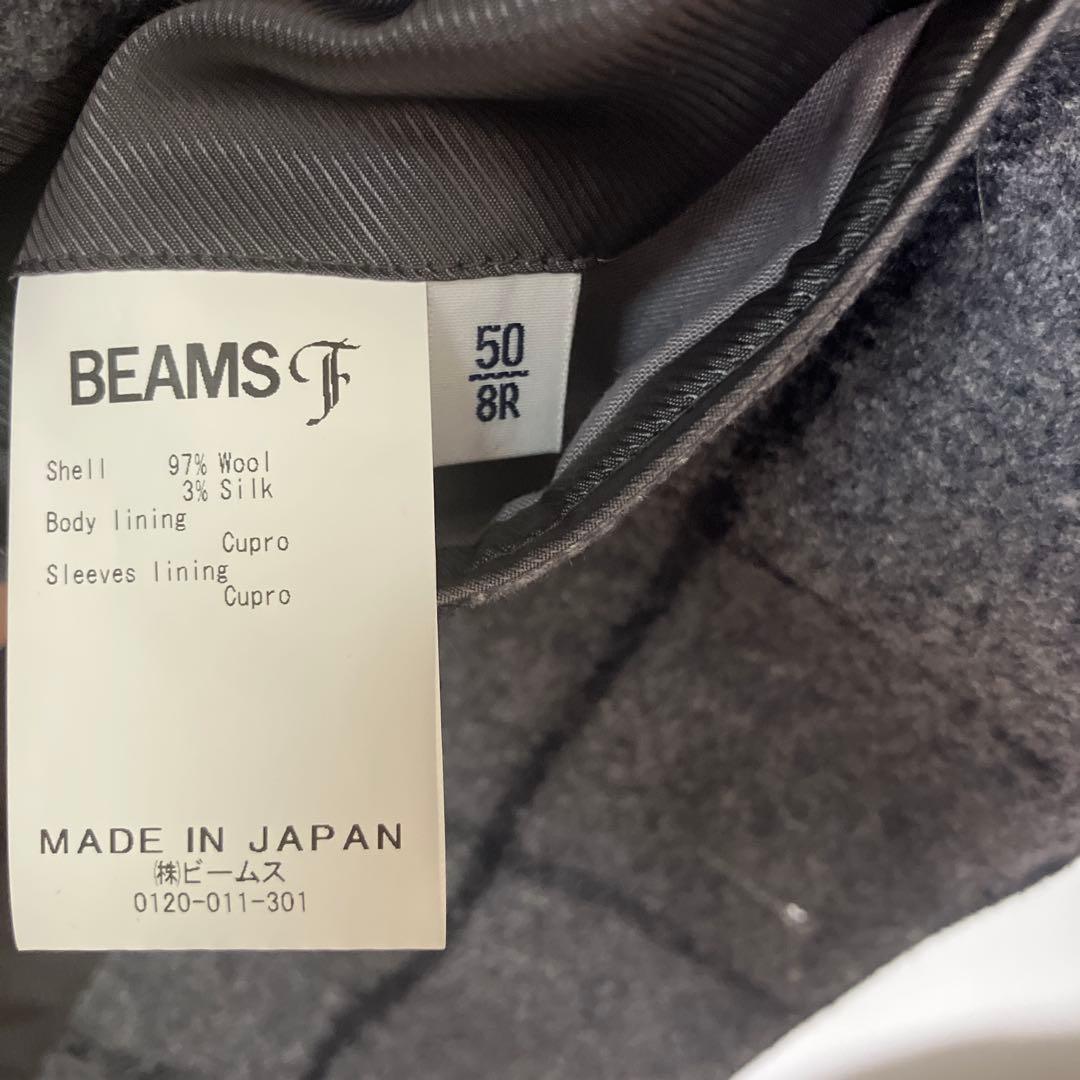 BEAMS F
50
8R
Shell 97% Wool
3% Silk
Body lining
Cupro
Sleeves lining
Cupro
MADE IN JAPAN
㈱ビームス
0120-011-301